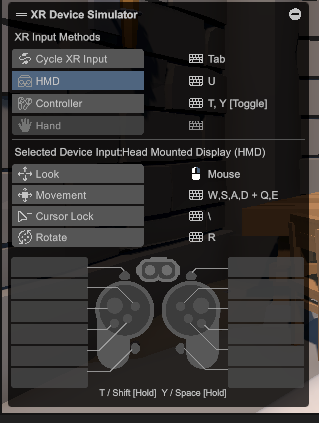 XR Device Simulator
XR Input Methods
Cycle XR Input Tab
HMD U
Controller T, Y [Toggle]
Hand
Selected Device Input:Head Mounted Display (HMD)
Look Mouse
Movement W,S,A,D + Q,E
Cursor Lock \
Rotate R
T / Shift [Hold] Y / Space [Hold]